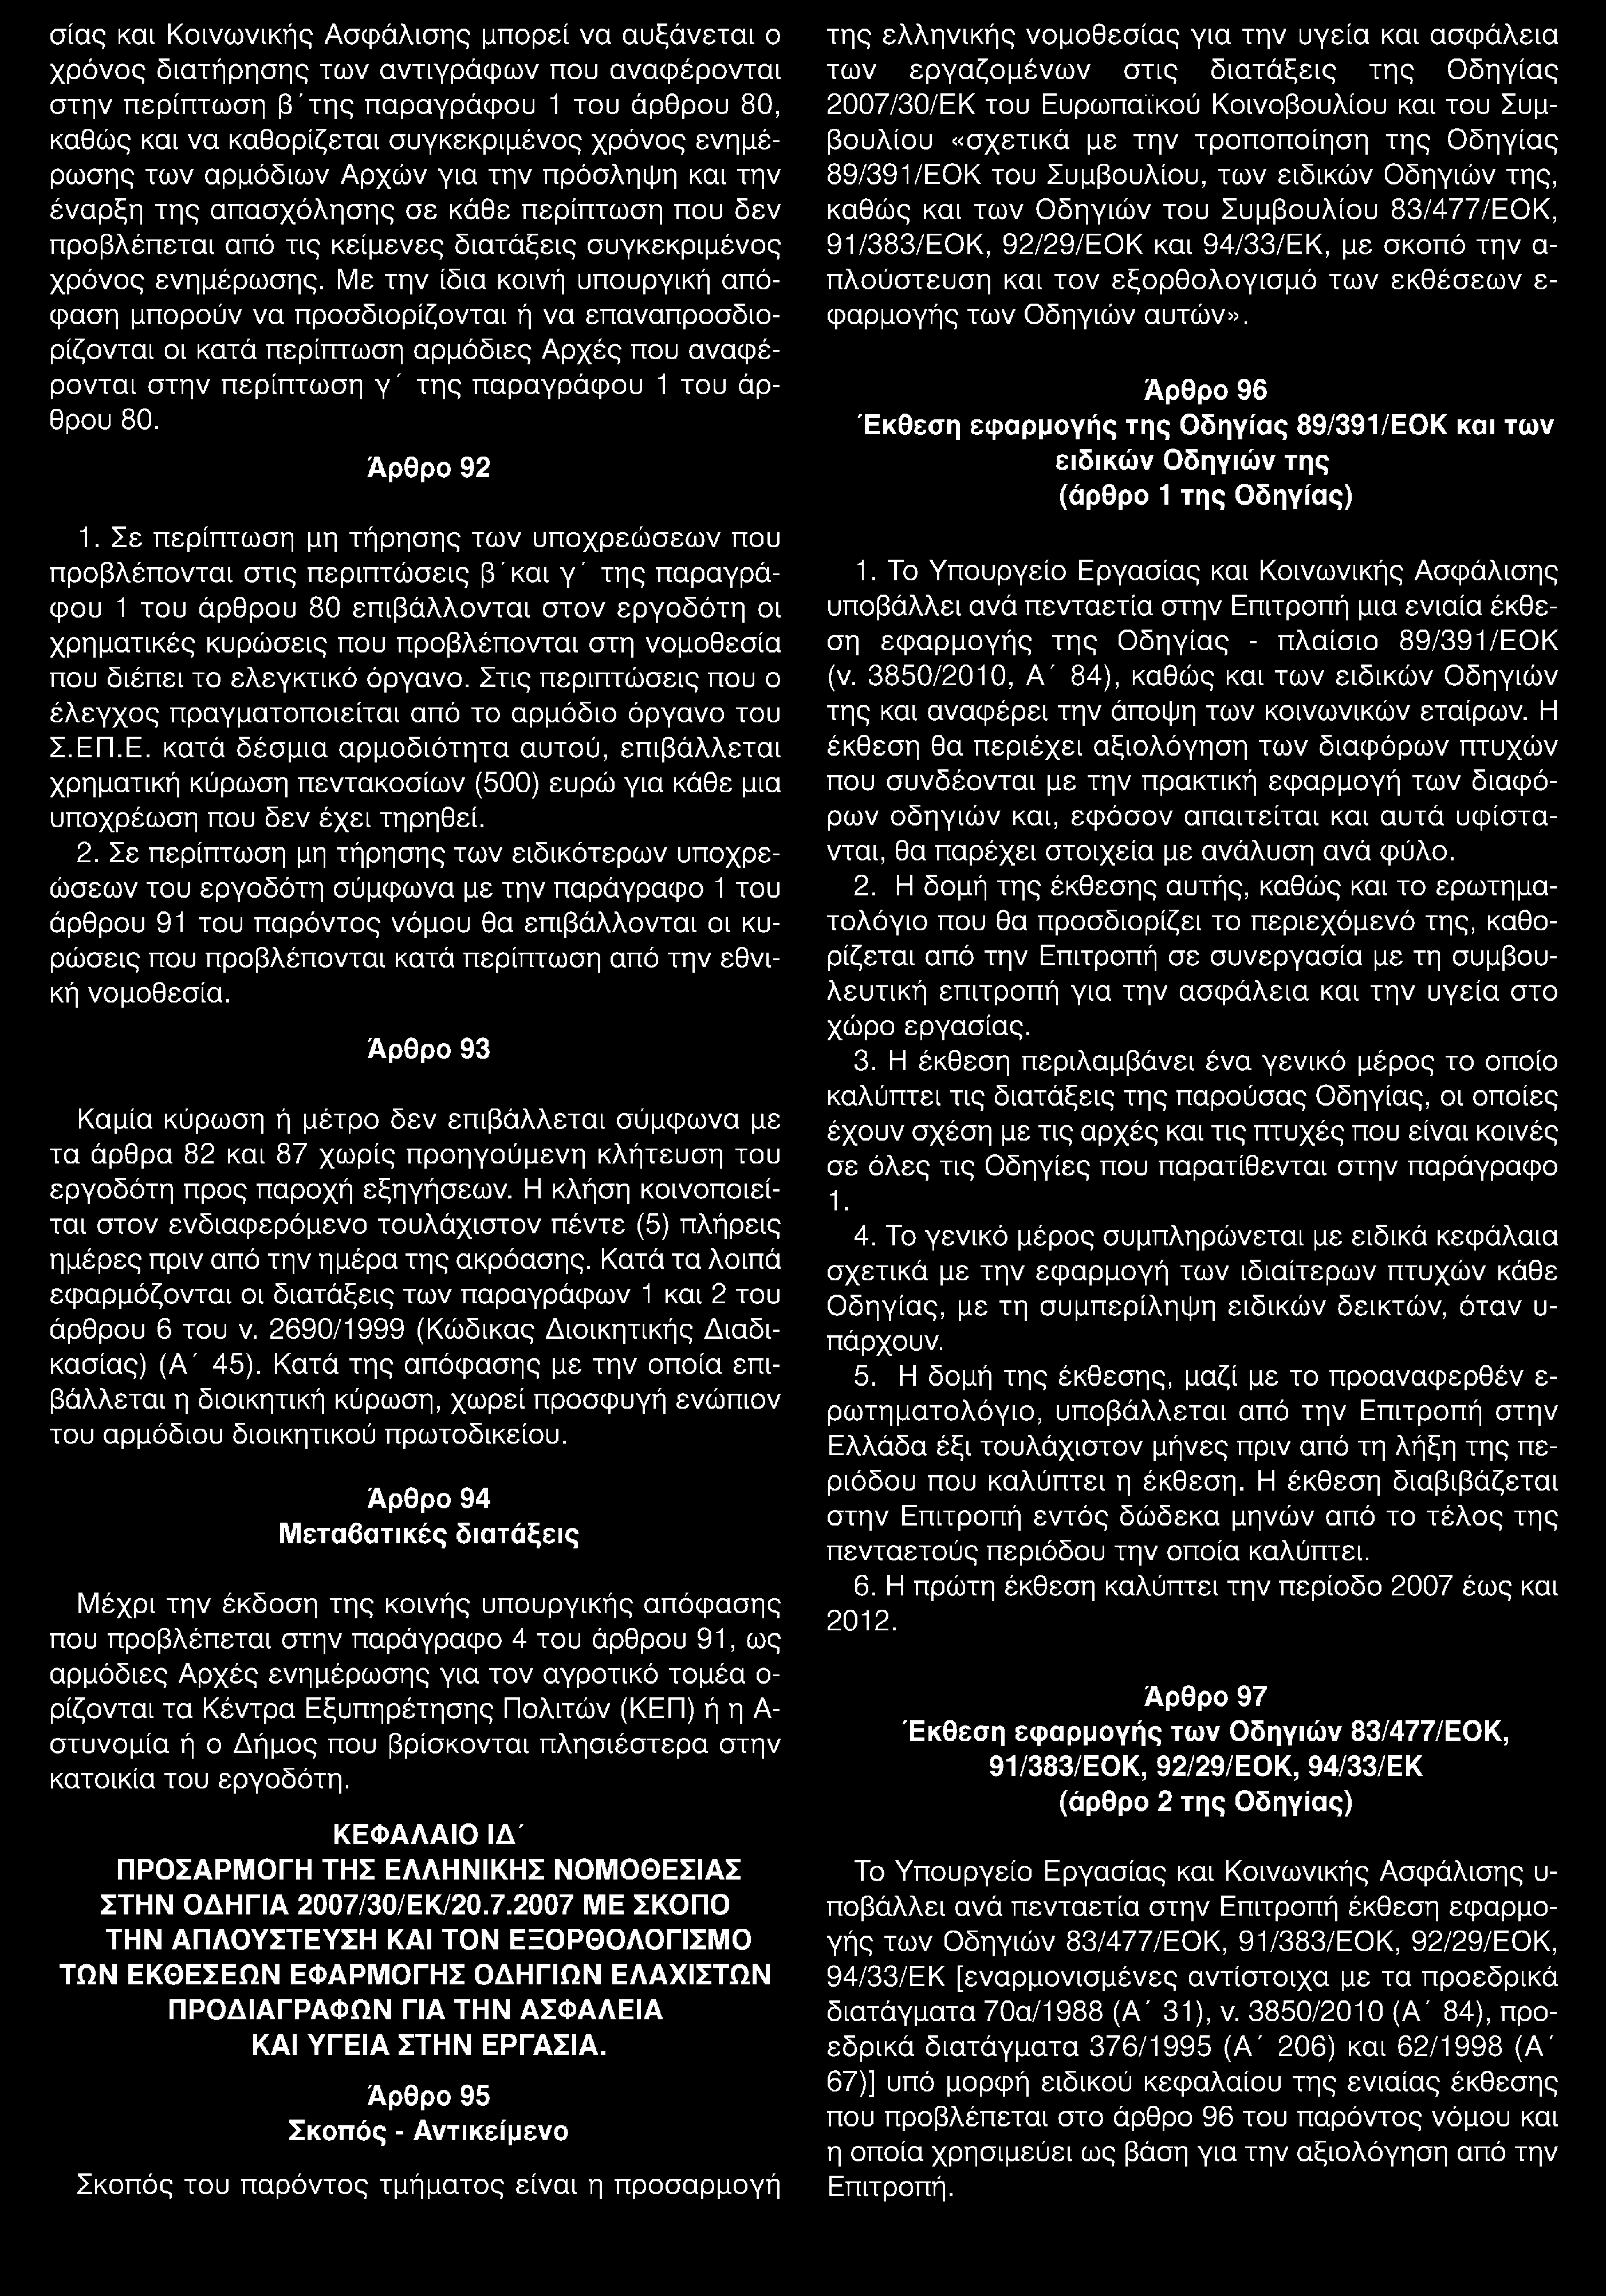 σίας και Κοινωνικής Ασφάλισης μπορεί να αυξάνεται ο
χρόνος διατήρησης των αντιγράφων που αναφέρονται
στην περίπτωση β΄της παραγράφου 1 του άρθρου 80,
καθώς και να καθορίζεται συγκεκριμένος χρόνος ενημέ-
ρωσης των αρμόδιων Αρχών για την πρόσληψη και την
έναρξη της απασχόλησης σε κάθε περίπτωση που δεν
προβλέπεται από τις κείμενες διατάξεις συγκεκριμένος
χρόνος ενημέρωσης. Με την ίδια κοινή υπουργική από-
φαση μπορούν να προσδιορίζονται ή να επαναπροσδιο-
ρίζονται οι κατά περίπτωση αρμόδιες Αρχές που αναφέ-
ρονται στην περίπτωση γ΄ της παραγράφου 1 του άρ-
θρου 80.
Άρθρο 92
1. Σε περίπτωση μη τήρησης των υποχρεώσεων που
προβλέπονται στις περιπτώσεις β΄και γ΄ της παραγρά-
φου 1 του άρθρου 80 επιβάλλονται στον εργοδότη οι
χρηματικές κυρώσεις που προβλέπονται στη νομοθεσία
που διέπει το ελεγκτικό όργανο. Στις περιπτώσεις που ο
έλεγχος πραγματοποιείται από το αρμόδιο όργανο του
Σ.ΕΠ.Ε. κατά δέσμια αρμοδιότητα αυτού, επιβάλλεται
χρηματική κύρωση πεντακοσίων (500) ευρώ για κάθε μια
υποχρέωση που δεν έχει τηρηθεί.
2. Σε περίπτωση μη τήρησης των ειδικότερων υποχρε-
ώσεων του εργοδότη σύμφωνα με την παράγραφο 1 του
άρθρου 91 του παρόντος νόμου θα επιβάλλονται οι κυ-
ρώσεις που προβλέπονται κατά περίπτωση από την εθνι-
κή νομοθεσία.
Άρθρο 93
Καμία κύρωση ή μέτρο δεν επιβάλλεται σύμφωνα με
τα άρθρα 82 και 87 χωρίς προηγούμενη κλήτευση του
εργοδότη προς παροχή εξηγήσεων. Η κλήση κοινοποιεί-
ται στον ενδιαφερόμενο τουλάχιστον πέντε (5) πλήρεις
ημέρες πριν από την ημέρα της ακρόασης. Κατά τα λοιπά
εφαρμόζονται οι διατάξεις των παραγράφων 1 και 2 του
άρθρου 6 του ν. 2690/1999 (Κώδικας Διοικητικής Διαδι-
κασίας) (Α΄ 45). Κατά της απόφασης με την οποία επι-
βάλλεται η διοικητική κύρωση, χωρεί προσφυγή ενώπιον
του αρμόδιου διοικητικού πρωτοδικείου.
Άρθρο 94
Μεταβατικές διατάξεις
Μέχρι την έκδοση της κοινής υπουργικής απόφασης
που προβλέπεται στην παράγραφο 4 του άρθρου 91, ως
αρμόδιες Αρχές ενημέρωσης για τον αγροτικό τομέα ο-
ρίζονται τα Κέντρα Εξυπηρέτησης Πολιτών (ΚΕΠ) ή η Α-
στυνομία ή ο Δήμος που βρίσκονται πλησιέστερα στην
κατοικία του εργοδότη.
ΚΕΦΑΛΑΙΟ ΙΔ΄
ΠΡΟΣΑΡΜΟΓΗ ΤΗΣ ΕΛΛΗΝΙΚΗΣ ΝΟΜΟΘΕΣΙΑΣ
ΣΤΗΝ ΟΔΗΓΙΑ 2007/30/ΕΚ/20.7.2007 ΜΕ ΣΚΟΠΟ
ΤΗΝ ΑΠΛΟΥΣΤΕΥΣΗ ΚΑΙ ΤΟΝ ΕΞΟΡΘΟΛΟΓΙΣΜΟ
ΤΩΝ ΕΚΘΕΣΕΩΝ ΕΦΑΡΜΟΓΗΣ ΟΔΗΓΙΩΝ ΕΛΑΧΙΣΤΩΝ
ΠΡΟΔΙΑΓΡΑΦΩΝ ΓΙΑ ΤΗΝ ΑΣΦΑΛΕΙΑ
ΚΑΙ ΥΓΕΙΑ ΣΤΗΝ ΕΡΓΑΣΙΑ.
Άρθρο 95
Σκοπός - Αντικείμενο
Σκοπός του παρόντος τμήματος είναι η προσαρμογή
της ελληνικής νομοθεσίας για την υγεία και ασφάλεια
των εργαζομένων στις διατάξεις της Οδηγίας
2007/30/ΕΚ του Ευρωπαϊκού Κοινοβουλίου και του Συμ-
βουλίου «σχετικά με την τροποποίηση της Οδηγίας
89/391/ΕΟΚ του Συμβουλίου, των ειδικών Οδηγιών της,
καθώς και των Οδηγιών του Συμβουλίου 83/477/ΕΟΚ,
91/383/ΕΟΚ, 92/29/ΕΟΚ και 94/33/ΕΚ, με σκοπό την α-
πλούστευση και τον εξορθολογισμό των εκθέσεων ε-
φαρμογής των Οδηγιών αυτών».
Άρθρο 96
Έκθεση εφαρμογής της Οδηγίας 89/391/ΕΟΚ και των
ειδικών Οδηγιών της
(άρθρο 1 της Οδηγίας)
1. Το Υπουργείο Εργασίας και Κοινωνικής Ασφάλισης
υποβάλλει ανά πενταετία στην Επιτροπή μια ενιαία έκθε-
ση εφαρμογής της Οδηγίας - πλαίσιο 89/391/ΕΟΚ
(ν. 3850/2010, Α΄ 84), καθώς και των ειδικών Οδηγιών
της και αναφέρει την άποψη των κοινωνικών εταίρων. Η
έκθεση θα περιέχει αξιολόγηση των διαφόρων πτυχών
που συνδέονται με την πρακτική εφαρμογή των διαφό-
ρων οδηγιών και, εφόσον απαιτείται και αυτά υφίστα-
νται, θα παρέχει στοιχεία με ανάλυση ανά φύλο.
2. Η δομή της έκθεσης αυτής, καθώς και το ερωτημα-
τολόγιο που θα προσδιορίζει το περιεχόμενό της, καθο-
ρίζεται από την Επιτροπή σε συνεργασία με τη συμβου-
λευτική επιτροπή για την ασφάλεια και την υγεία στο
χώρο εργασίας.
3. Η έκθεση περιλαμβάνει ένα γενικό μέρος το οποίο
καλύπτει τις διατάξεις της παρούσας Οδηγίας, οι οποίες
έχουν σχέση με τις αρχές και τις πτυχές που είναι κοινές
σε όλες τις Οδηγίες που παρατίθενται στην παράγραφο
1.
4. Το γενικό μέρος συμπληρώνεται με ειδικά κεφάλαια
σχετικά με την εφαρμογή των ιδιαίτερων πτυχών κάθε
Οδηγίας, με τη συμπερίληψη ειδικών δεικτών, όταν υ-
πάρχουν.
5. Η δομή της έκθεσης, μαζί με το προαναφερθέν ε-
ρωτηματολόγιο, υποβάλλεται από την Επιτροπή στην
Ελλάδα έξι τουλάχιστον μήνες πριν από τη λήξη της πε-
ριόδου που καλύπτει η έκθεση. Η έκθεση διαβιβάζεται
στην Επιτροπή εντός δώδεκα μηνών από το τέλος της
πενταετούς περιόδου την οποία καλύπτει.
6. Η πρώτη έκθεση καλύπτει την περίοδο 2007 έως και
2012.
Άρθρο 97
Έκθεση εφαρμογής των Οδηγιών 83/477/ΕΟΚ,
91/383/ΕΟΚ, 92/29/ΕΟΚ, 94/33/ΕΚ
(άρθρο 2 της Οδηγίας)
Το Υπουργείο Εργασίας και Κοινωνικής Ασφάλισης υ-
ποβάλλει ανά πενταετία στην Επιτροπή έκθεση εφαρμο-
γής των Οδηγιών 83/477/ΕΟΚ, 91/383/ΕΟΚ, 92/29/ΕΟΚ,
94/33/ΕΚ [εναρμονισμένες αντίστοιχα με τα προεδρικά
διατάγματα 70α/1988 (Α΄ 31), ν. 3850/2010 (Α΄ 84), προ-
εδρικά διατάγματα 376/1995 (Α΄ 206) και 62/1998 (Α΄
67)] υπό μορφή ειδικού κεφαλαίου της ενιαίας έκθεσης
που προβλέπεται στο άρθρο 96 του παρόντος νόμου και
η οποία χρησιμεύει ως βάση για την αξιολόγηση από την
Επιτροπή.